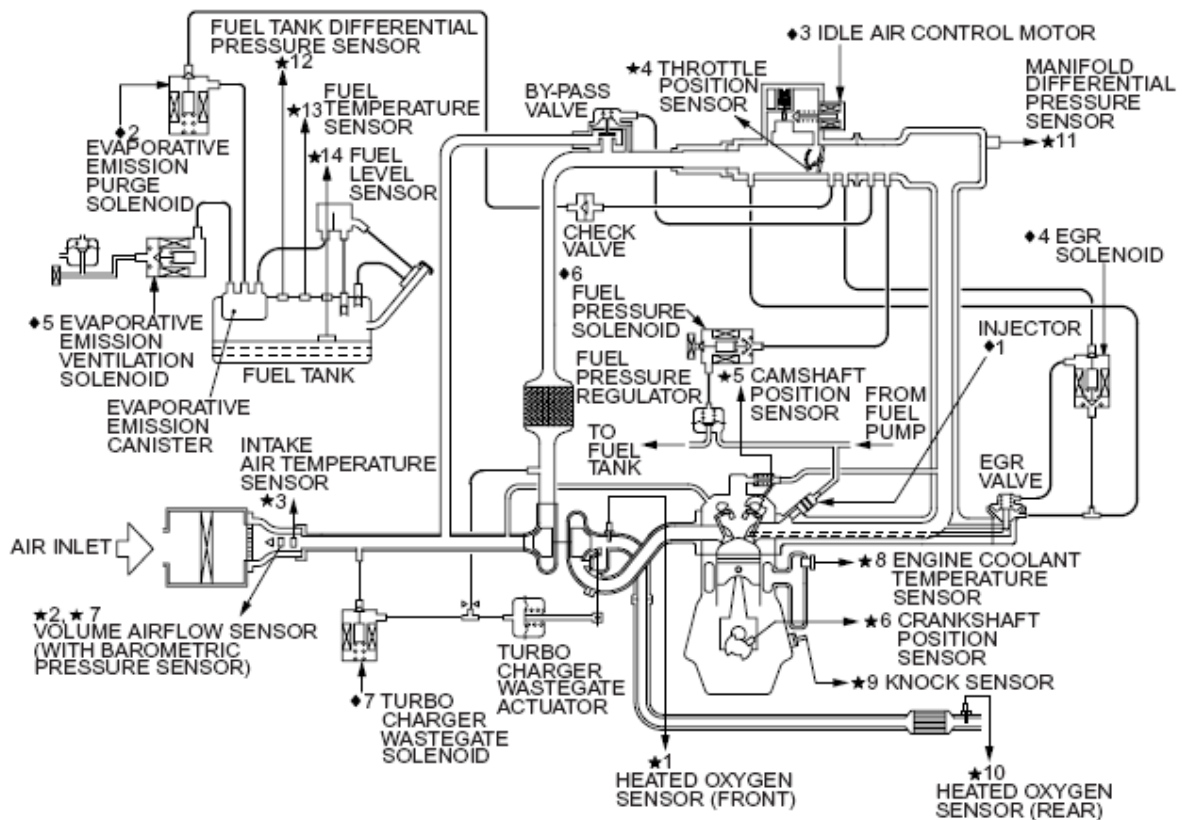 FUEL TANK DIFFERENTIAL
PRESSURE SENSOR
★12
♦3 IDLE AIR CONTROL MOTOR
★4 THROTTLE
POSITION
SENSOR
MANIFOLD
DIFFERENTIAL
PRESSURE
SENSOR
★11
BY-PASS
VALVE
FUEL
★13 TEMPERATURE
SENSOR
♦2
EVAPORATIVE
EMISSION
PURGE
SOLENOID
★14 FUEL
LEVEL
SENSOR
CHECK
VALVE
♦4 EGR
SOLENOID
♦6
FUEL
PRESSURE
SOLENOID
INJECTOR
♦1
♦5 EVAPORATIVE
EMISSION
VENTILATION
SOLENOID
FUEL TANK
EVAPORATIVE
EMISSION
CANISTER
FUEL
PRESSURE
REGULATOR
★5 CAMSHAFT
POSITION
SENSOR
FROM
FUEL
PUMP
TO
FUEL
TANK
EGR
VALVE
INTAKE
AIR TEMPERATURE
SENSOR
★3
AIR INLET
★2, ★7
VOLUME AIRFLOW SENSOR
(WITH BAROMETRIC
PRESSURE SENSOR)
★8 ENGINE COOLANT
TEMPERATURE
SENSOR
★6 CRANKSHAFT
POSITION
SENSOR
★9 KNOCK SENSOR
TURBO
CHARGER
WASTEGATE
ACTUATOR
♦7 TURBO
CHARGER
WASTEGATE
SOLENOID
★1
HEATED OXYGEN
SENSOR (FRONT)
★10
HEATED OXYGEN
SENSOR (REAR)